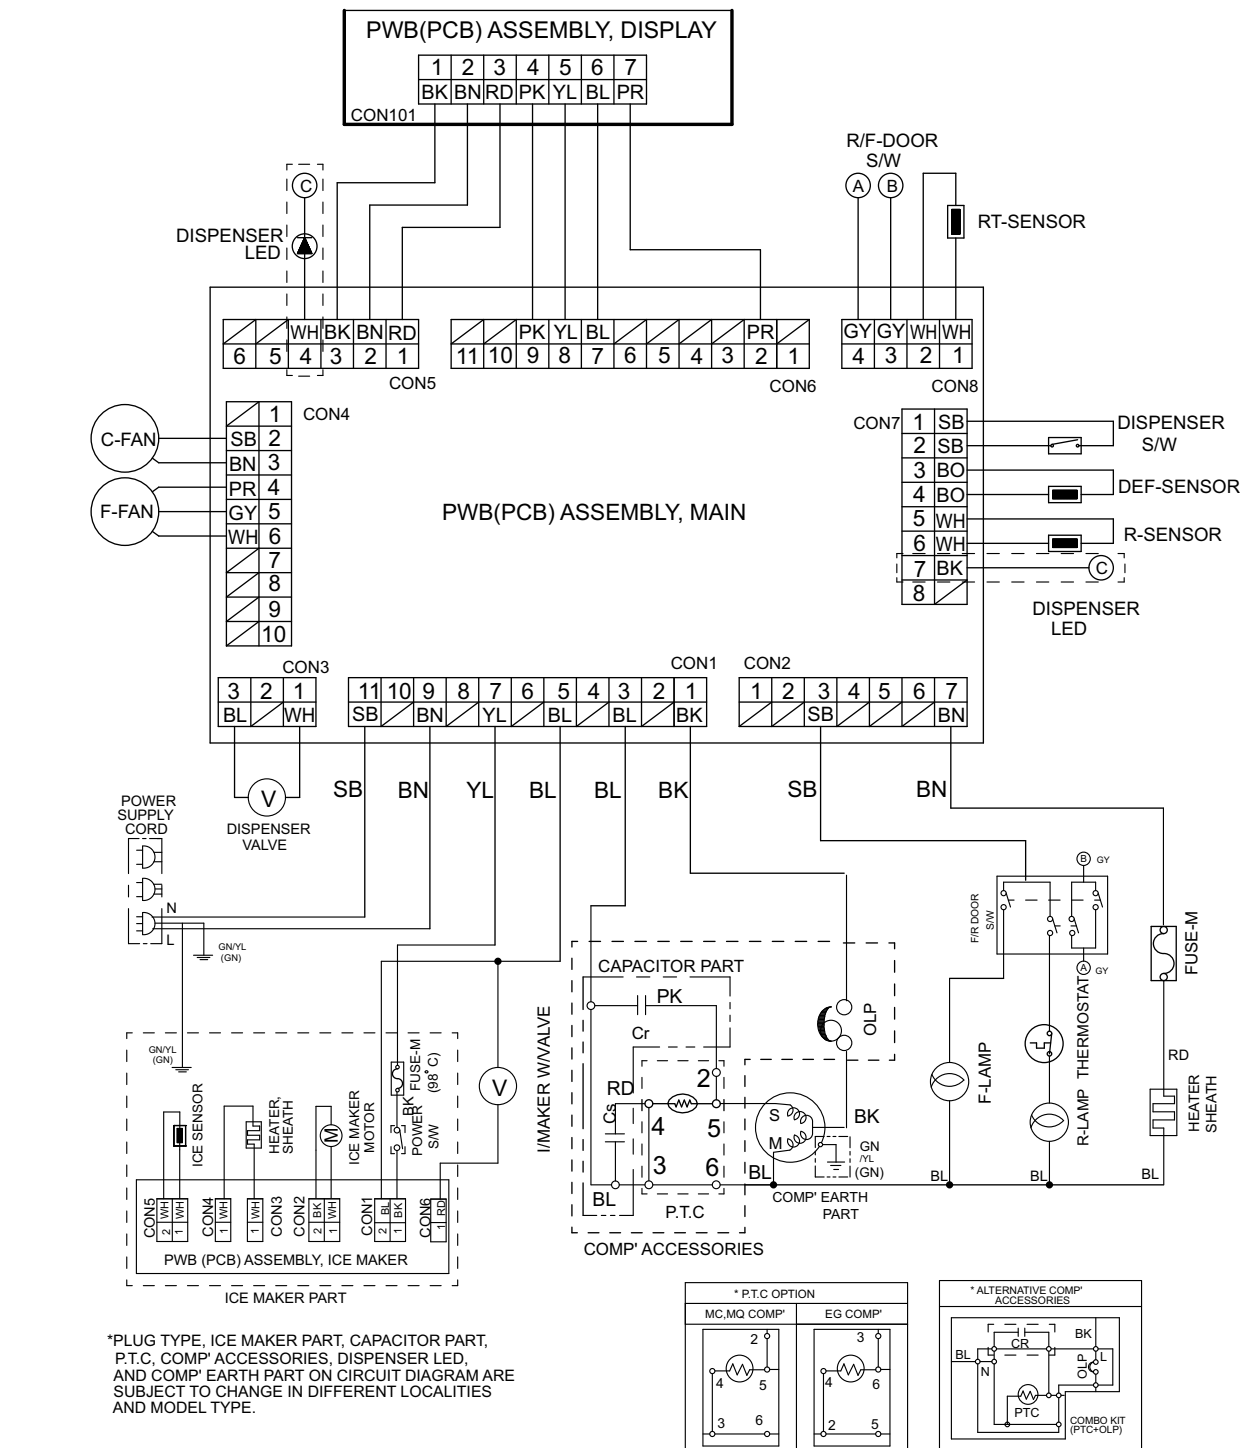 PWB(PCB) ASSEMBLY, DISPLAY
1 2 3 4 5 6 7
BK BN RD PK YL BL PR
CON101
C
DISPENSER
LED
R/F-DOOR
S/W
A B
RT-SENSOR
WH BK BN RD
6 5 4 3 2 1
CON5
PK YL BL PR
11 10 9 8 7 6 5 4 3 2 1
CON6
GY GY WH WH
4 3 2 1
CON8
CON4
1
SB 2
BN 3
PR 4
GY 5
WH 6
7
8
9
10
C-FAN
F-FAN
PWB(PCB) ASSEMBLY, MAIN
CON7
1 SB
2 SB
3 BO
4 BO
5 WH
6 WH
7 BK
8
DISPENSER
S/W
DEF-SENSOR
R-SENSOR
C
DISPENSER
LED
CON3
3 2 1
BL WH
CON1
11 10 9 8 7 6 5 4 3 2 1
SB BN YL BL BL BK
CON2
1 2 3 4 5 6 7
SB BN
SB BN YL BL BL BK SB BN
V
DISPENSER
VALVE
POWER
SUPPLY
CORD
N
L
GN/YL
(GN)
GN/YL
(GN)
B GY
F/R DOOR
S/W
A GY
FUSE-M
CAPACITOR PART
PK
Cr
OLP
I/MAKER W/VALVE
V
FUSE-M
(98˚C)
BK
POWER
S/W
ICE SENSOR
HEATER,
SHEATH
M
ICE MAKER
MOTOR
RD
Cs
2
4 5
3 6
BL
P.T.C
S
M
BL
BK
GN
/YL
(GN)
COMP' EARTH
PART
COMP' ACCESSORIES
F-LAMP
THERMOSTAT
R-LAMP
RD
HEATER
SHEATH
BL
BL
BL
CON5
2 WH
1 WH
CON4
1 WH
1 WH
CON3
CON2
2 BK
1 WH
CON1
2 BL
1 BK
CON6
1 RD
PWB (PCB) ASSEMBLY, ICE MAKER
ICE MAKER PART
*PLUG TYPE, ICE MAKER PART, CAPACITOR PART,
P.T.C, COMP' ACCESSORIES, DISPENSER LED,
AND COMP' EARTH PART ON CIRCUIT DIAGRAM ARE
SUBJECT TO CHANGE IN DIFFERENT LOCALITIES
AND MODEL TYPE.
* P.T.C OPTION
MC,MQ COMP' EG COMP'
2
4 5
3 6
3
4 6
2 5
* ALTERNATIVE COMP'
ACCESSORIES
CR
BK
BL
N
L
OLP
PTC
COMBO KIT
(PTC+OLP)